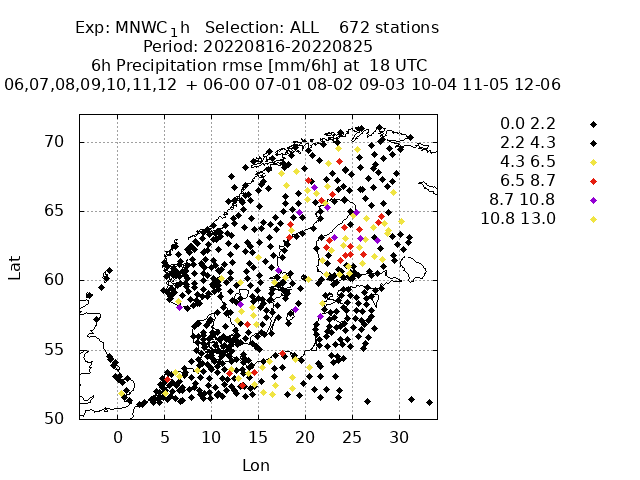 Exp: MNWC_1h   Selection: ALL    672 stations
Period: 20220816-20220825
6h Precipitation rmse [mm/6h] at  18 UTC
06,07,08,09,10,11,12  + 06-00 07-01 08-02 09-03 10-04 11-05 12-06
0.0 2.2
2.2 4.3
4.3 6.5
6.5 8.7
8.7 10.8
10.8 13.0
70
65
60
55
50
Lat
0 5 10 15 20 25 30
Lon